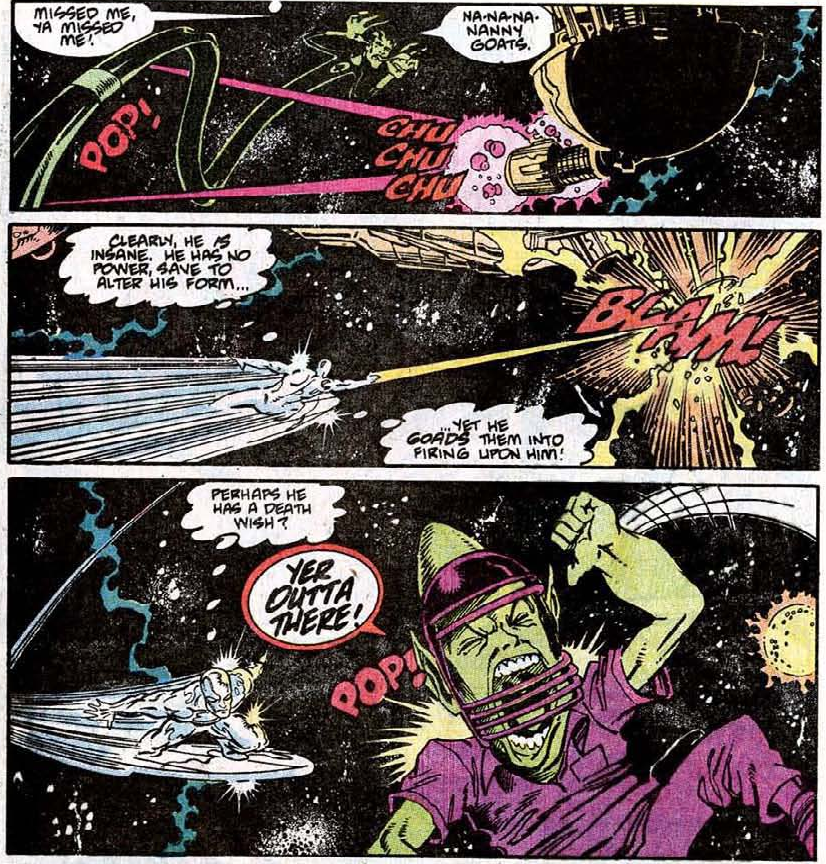 MISSED ME,
YA MISSED
ME!
NA-NA-NA-
NANNY
GOATS.
POP!
CHU
CHU
CHU
CLEARLY, HE IS
INSANE. HE HAS NO
POWER, SAVE TO
ALTER HIS FORM...
BLAM!
...YET HE
GOADS THEM INTO
FIRING UPON HIM!
PERHAPS HE
HAS A DEATH
WISH?
YER
OUTTA
THERE!
POP!